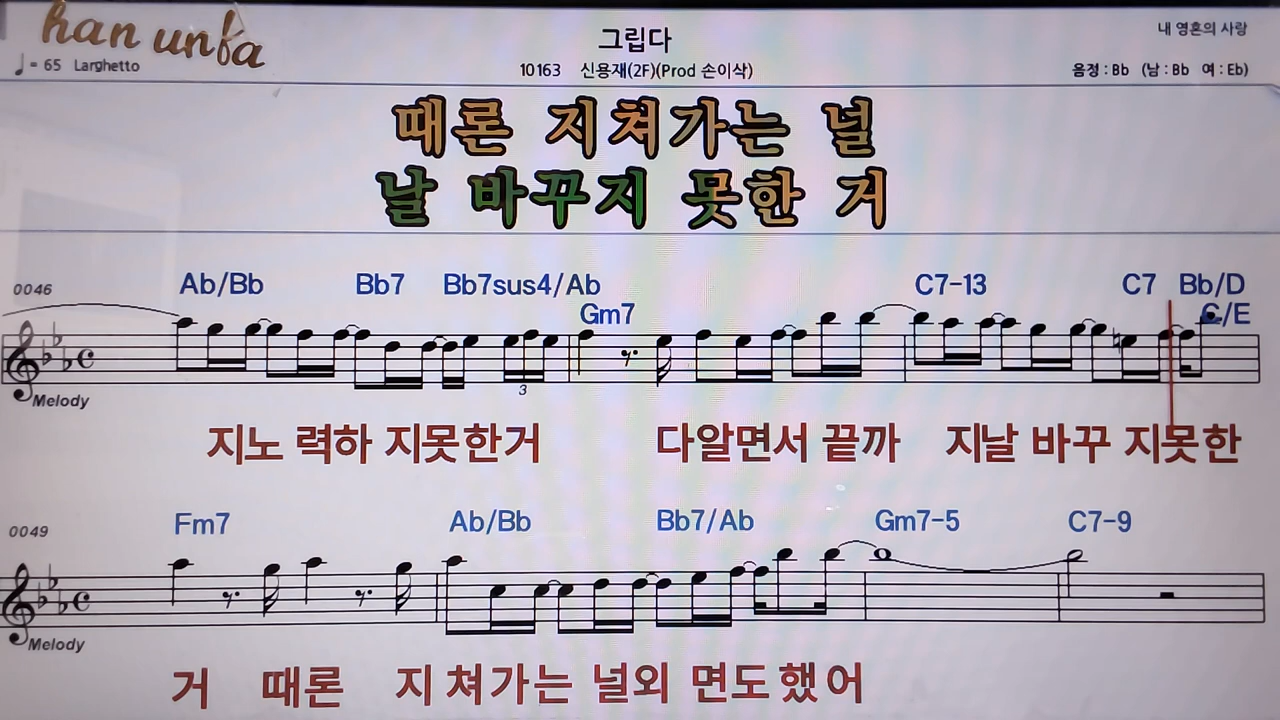 han unfa
그립다
내 영혼의 사랑
♩= 65 Larghetto
10163 신용재(2F)(Prod 손이삭)
음정 : Bb (남 : Bb 여 : Eb)
때론 지쳐가는 널
날 바꾸지 못한 거
0046 Ab/Bb Bb7 Bb7sus4/Ab C7-13 C7 Bb/D
Gm7 C/E
3
Melody
지노 력하 지못한거 다알면서 끝까 지날 바꾸 지못한
0049 Fm7 Ab/Bb Bb7/Ab Gm7-5 C7-9
Melody
거 때론 지 쳐가는 널외 면도했어